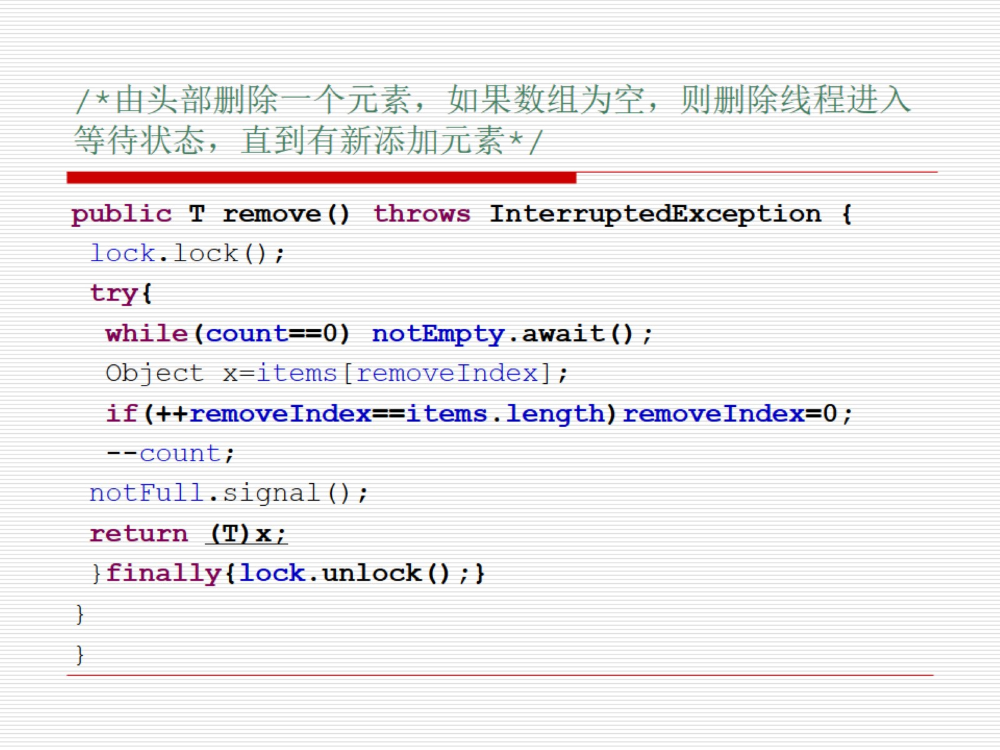 /*由头部删除一个元素，如果数组为空，则删除线程进入
等待状态，直到有新添加元素*/
public T remove() throws InterruptedException {
lock.lock();
try{
while(count==0) notEmpty.await();
Object x=items[removeIndex];
if(++removeIndex==items.length)removeIndex=0;
--count;
notFull.signal();
return (T)x;
}finally{lock.unlock();}
}
}